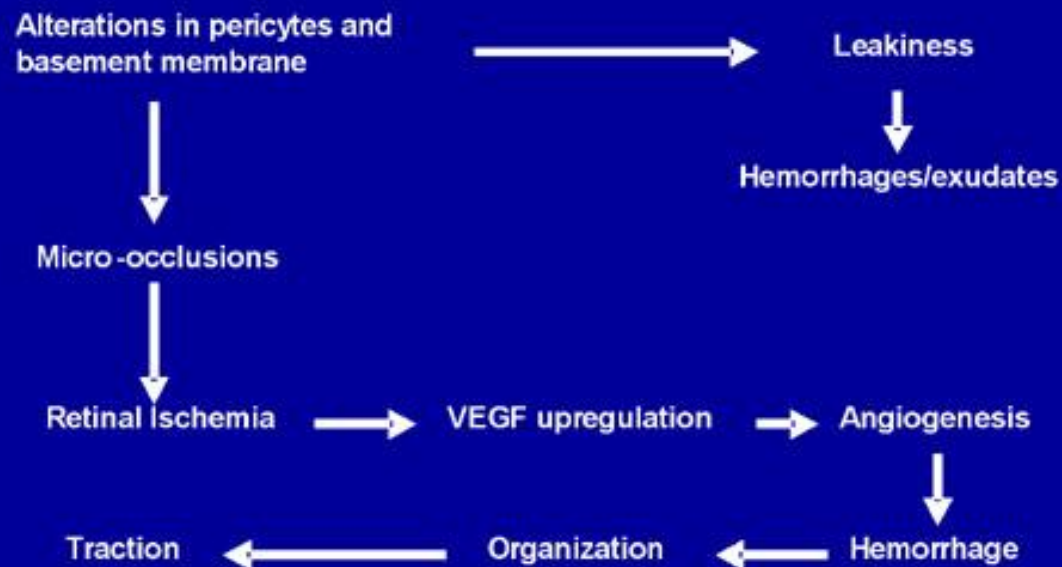 Alterations in pericytes and
basement membrane
Leakiness
Hemorrhages/exudates
Micro-occlusions
Retinal Ischemia
VEGF upregulation
Angiogenesis
Traction
Organization
Hemorrhage